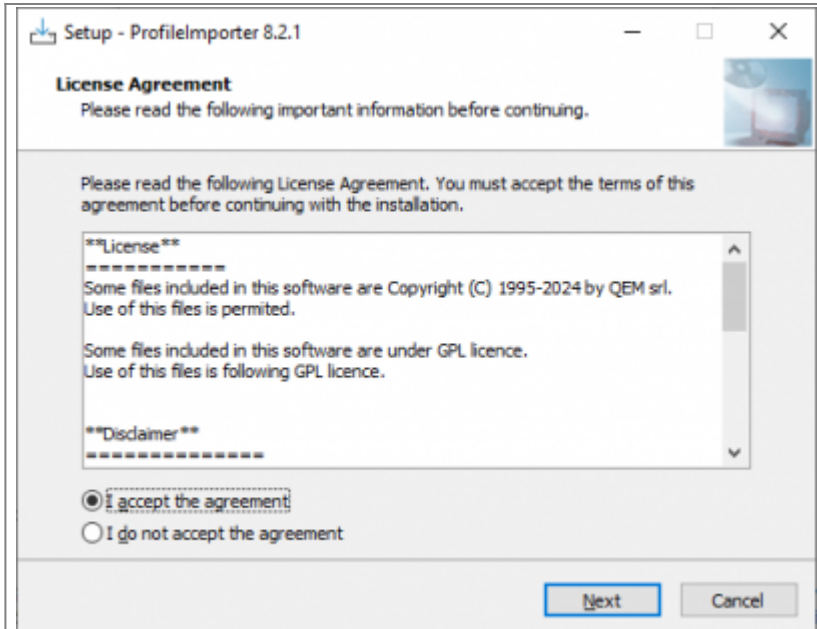 Setup - ProfileImporter 8.2.1
License Agreement
Please read the following important information before continuing.
Please read the following License Agreement. You must accept the terms of this
agreement before continuing with the installation.
**License**
===========
Some files included in this software are Copyright (C) 1995-2024 by QEM srl.
Use of this files is permited.
Some files included in this software are under GPL licence.
Use of this files is following GPL licence.
**Disclaimer**
==============
I accept the agreement
I do not accept the agreement
Next
Cancel